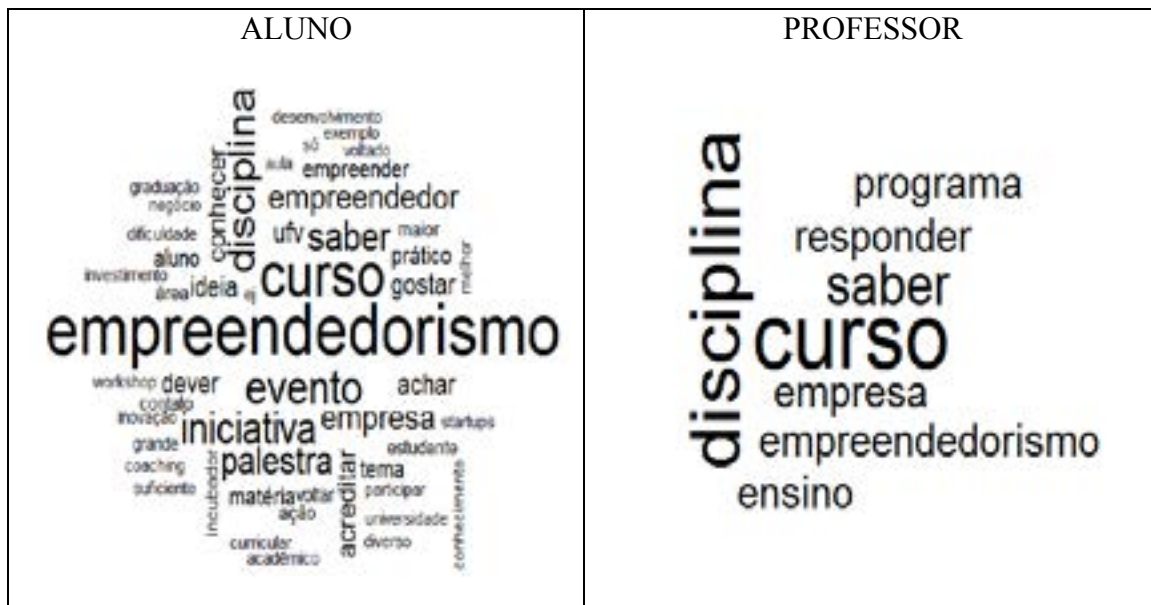 ALUNO
PROFESSOR
desenvolvimento
exemplo
só
voltado
aula
empreender
conhecer
disciplina
graduação
negócio
empreendedor
dificuldade
ufv
saber
maior
aluno
prático
melhor
investimento
área
ideia
ej
curso
gostar
empreendedorismo
workshop
dever
evento
achar
contato
inovação
iniciativa
empresa
startups
grande
estudante
coaching
palestra
acreditar
tema
suficiente
incubador
matéria
voltar
participar
conhecimento
ação
universidade
curricular
diverso
acadêmico
disciplina
programa
responder
saber
curso
empresa
empreendedorismo
ensino